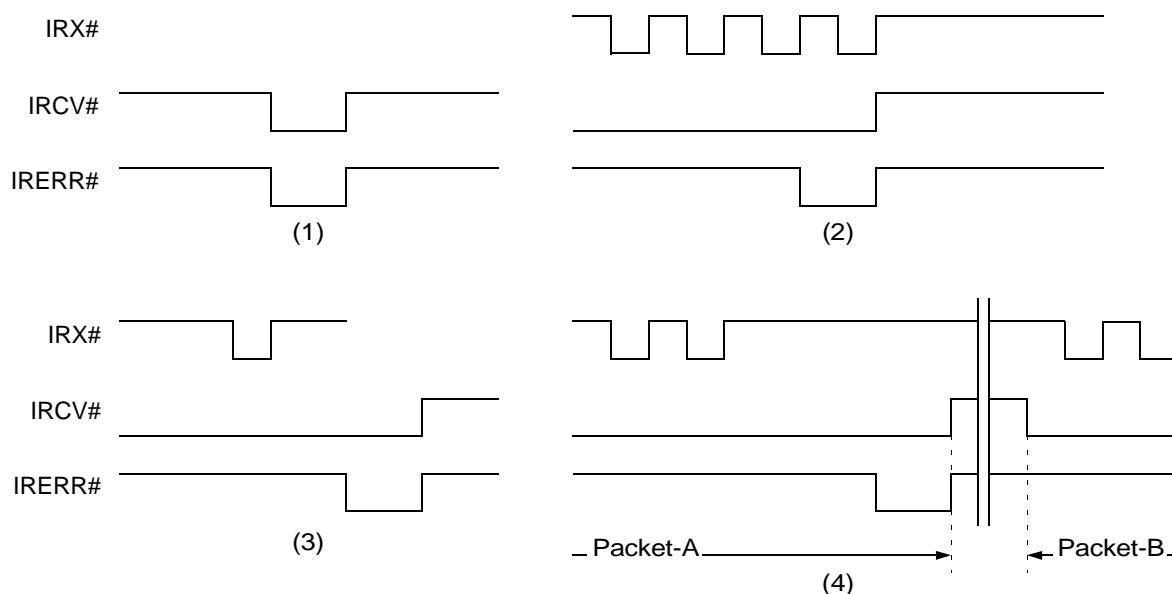 IRX#
IRCV#
IRERR#
(1)
(2)
IRX#
IRCV#
IRERR#
(3)
Packet-A
Packet-B
(4)